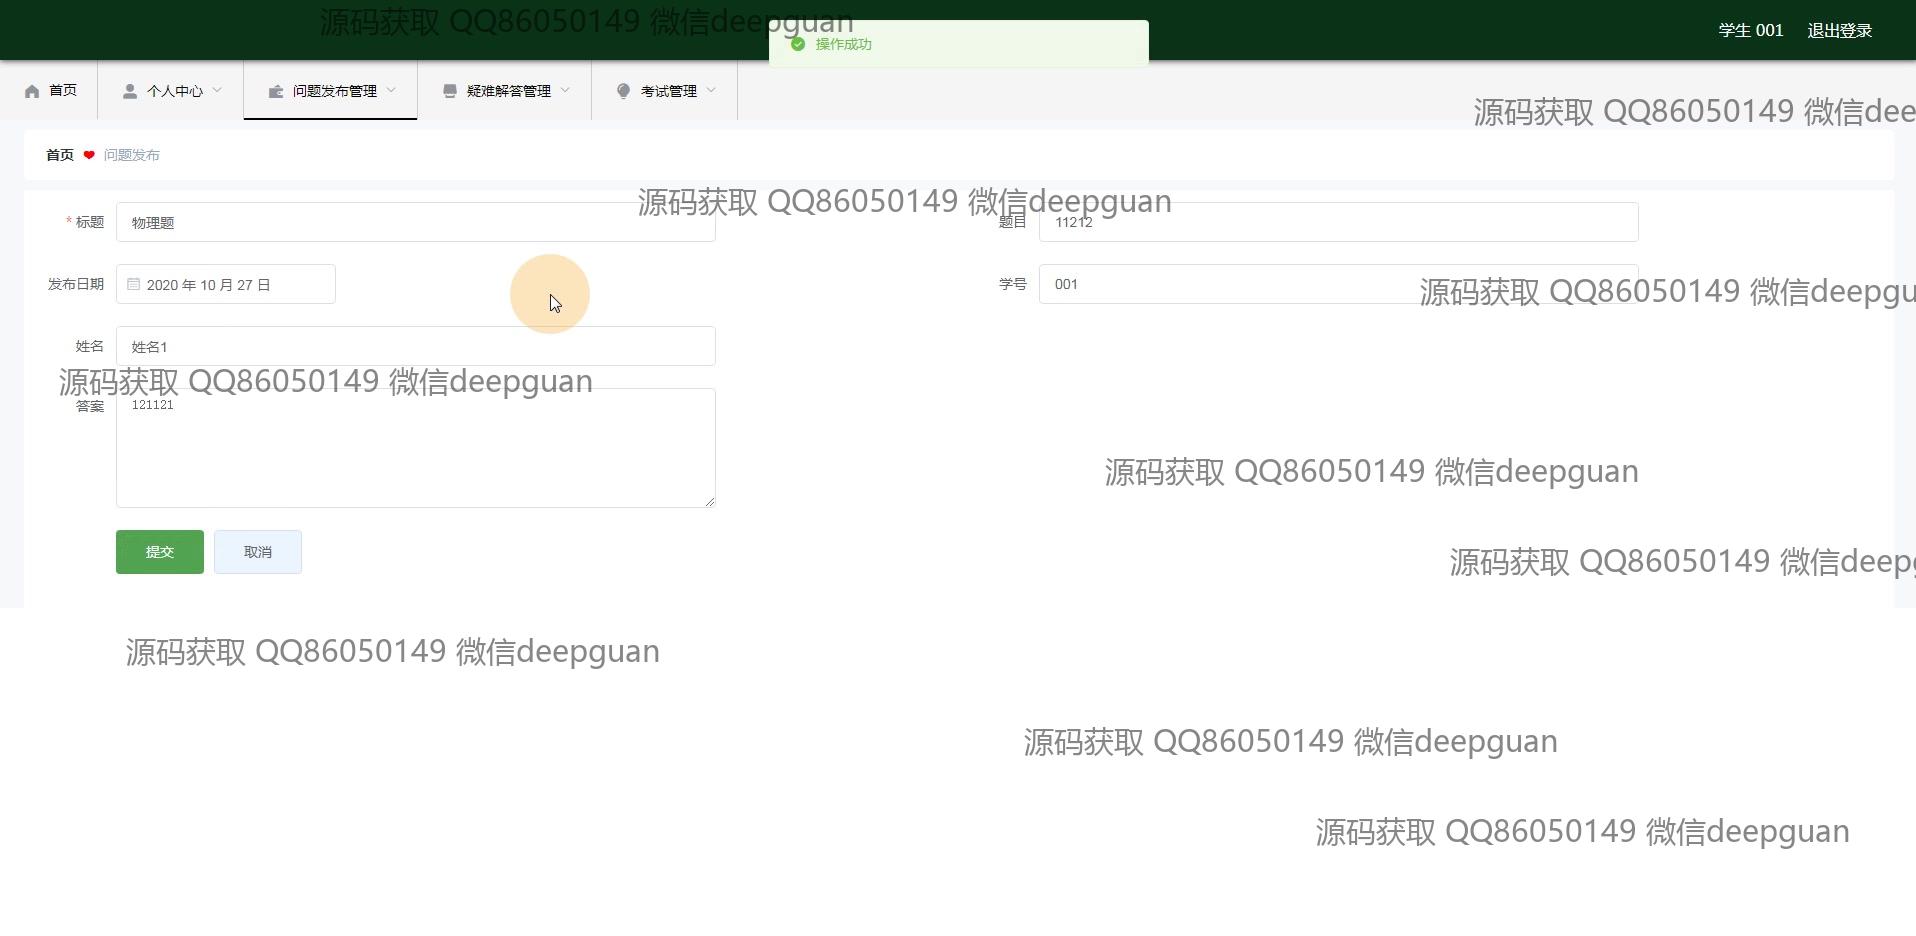 源码获取 QQ86050149 微信deepguan
操作成功
学生 001
退出登录
首页
个人中心
问题发布管理
疑难解答管理
考试管理
源码获取 QQ86050149 微信dee
首页
问题发布
源码获取 QQ86050149 微信deepguan
* 标题
物理题
题目
11212
发布日期
2020 年 10 月 27 日
学号
001
源码获取 QQ86050149 微信deepgu
姓名
姓名1
源码获取 QQ86050149 微信deepguan
答案
121121
源码获取 QQ86050149 微信deepguan
提交
取消
源码获取 QQ86050149 微信deep
源码获取 QQ86050149 微信deepguan
源码获取 QQ86050149 微信deepguan
源码获取 QQ86050149 微信deepguan